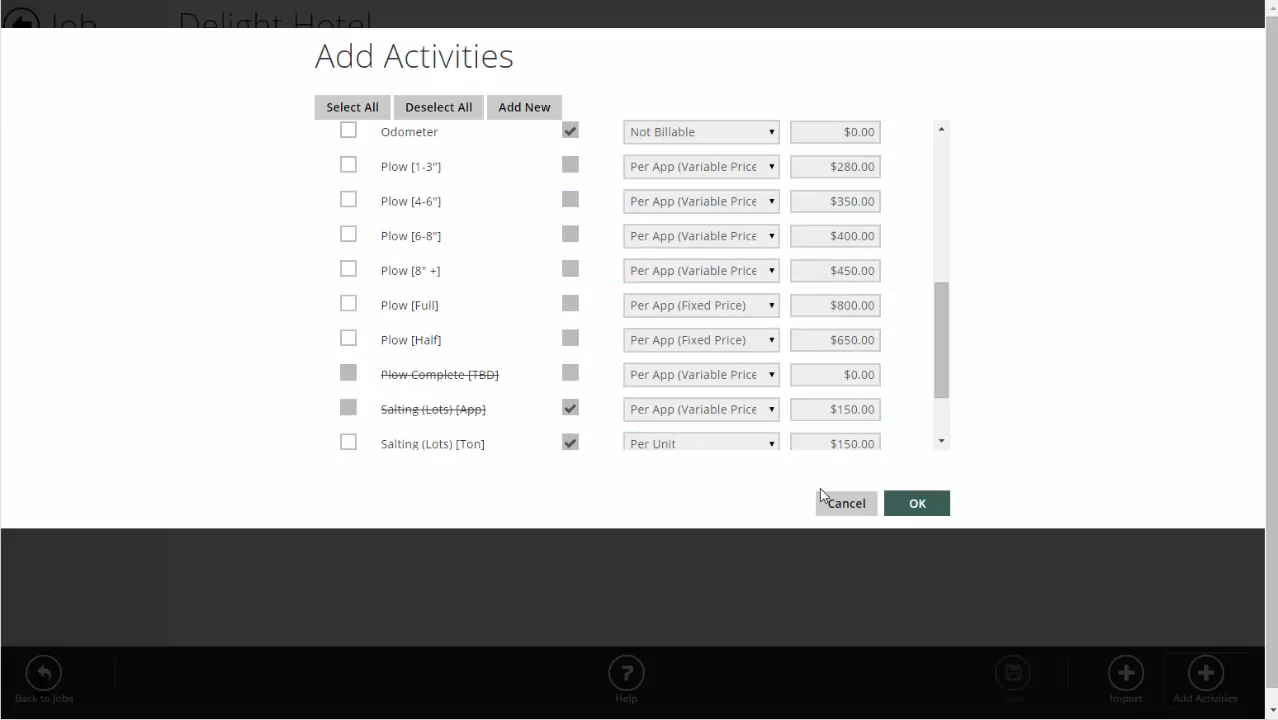 Job
Delight Hotel
Add Activities
Select All
Deselect All
Add New
Odometer Not Billable $0.00
Plow [1-3"] Per App (Variable Price $280.00
Plow [4-6"] Per App (Variable Price $350.00
Plow [6-8"] Per App (Variable Price $400.00
Plow [8" +] Per App (Variable Price $450.00
Plow [Full] Per App (Fixed Price) $800.00
Plow [Half] Per App (Fixed Price) $650.00
Plow Complete [TBD] Per App (Variable Price $0.00
Salting (Lots) [App] Per App (Variable Price $150.00
Salting (Lots) [Ton] Per Unit $150.00
Cancel
OK
Back to Jobs
?
Help
Save
Import
Add Activities